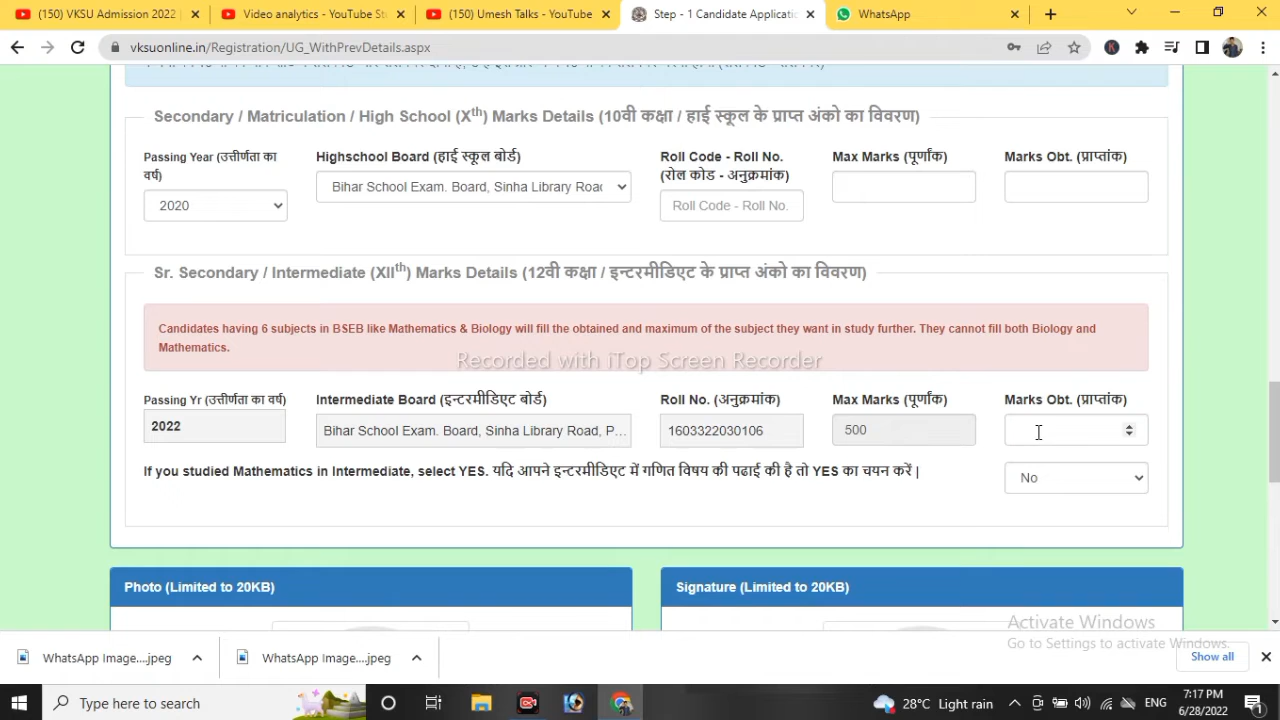 (150) VKSU Admission 2022 |
Video analytics - YouTube St
(150) Umesh Talks - YouTube
Step - 1 Candidate Applicati
WhatsApp
vksuonline.in/Registration/UG_WithPrevDetails.aspx
Secondary / Matriculation / High School (Xth) Marks Details (10वी कक्षा / हाई स्कूल के प्राप्त अंको का विवरण)
Passing Year (उत्तीर्णता का वर्ष)
Highschool Board (हाई स्कूल बोर्ड)
Roll Code - Roll No. (रोल कोड - अनुक्रमांक)
Max Marks (पूर्णांक)
Marks Obt. (प्राप्तांक)
2020
Bihar School Exam. Board, Sinha Library Road
Roll Code - Roll No.
Sr. Secondary / Intermediate (XIIth) Marks Details (12वी कक्षा / इन्टरमीडिएट के प्राप्त अंको का विवरण)
Candidates having 6 subjects in BSEB like Mathematics & Biology will fill the obtained and maximum of the subject they want in study further. They cannot fill both Biology and
Mathematics.
Recorded with iTop Screen Recorder
Passing Yr (उत्तीर्णता का वर्ष)
Intermediate Board (इन्टरमीडिएट बोर्ड)
Roll No. (अनुक्रमांक)
Max Marks (पूर्णांक)
Marks Obt. (प्राप्तांक)
2022
Bihar School Exam. Board, Sinha Library Road, P...
1603322030106
500
If you studied Mathematics in Intermediate, select YES. यदि आपने इन्टरमीडिएट में गणित विषय की पढाई की है तो YES का चयन करें |
No
Photo (Limited to 20KB)
Signature (Limited to 20KB)
Activate Windows
Go to Settings to activate Windows.
WhatsApp Image....jpeg
WhatsApp Image....jpeg
Show all
Type here to search
28°C Light rain
ENG
7:17 PM
6/28/2022